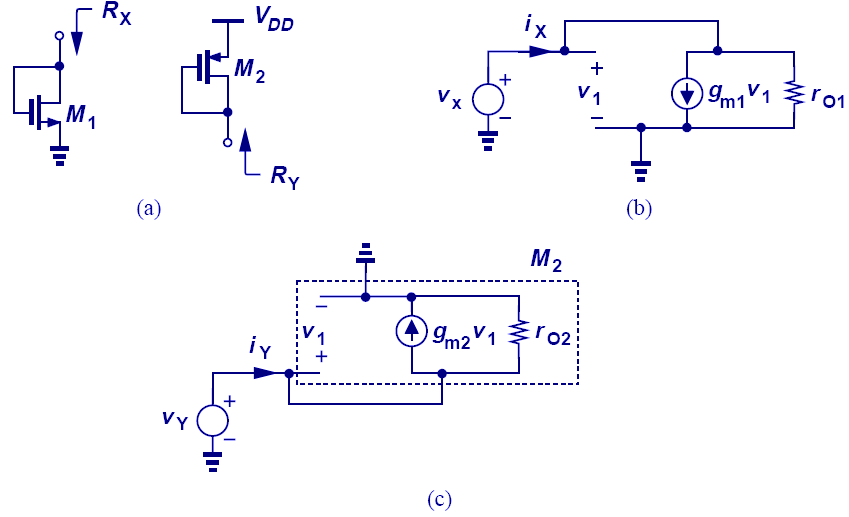 R_X
V_DD
M_2
M_1
R_Y
(a)
i_X
v_x
+
−
+
v_1
−
g_m1 v_1
r_O1
(b)
M_2
−
v_1
+
g_m2 v_1
r_O2
i_Y
v_Y
+
−
(c)